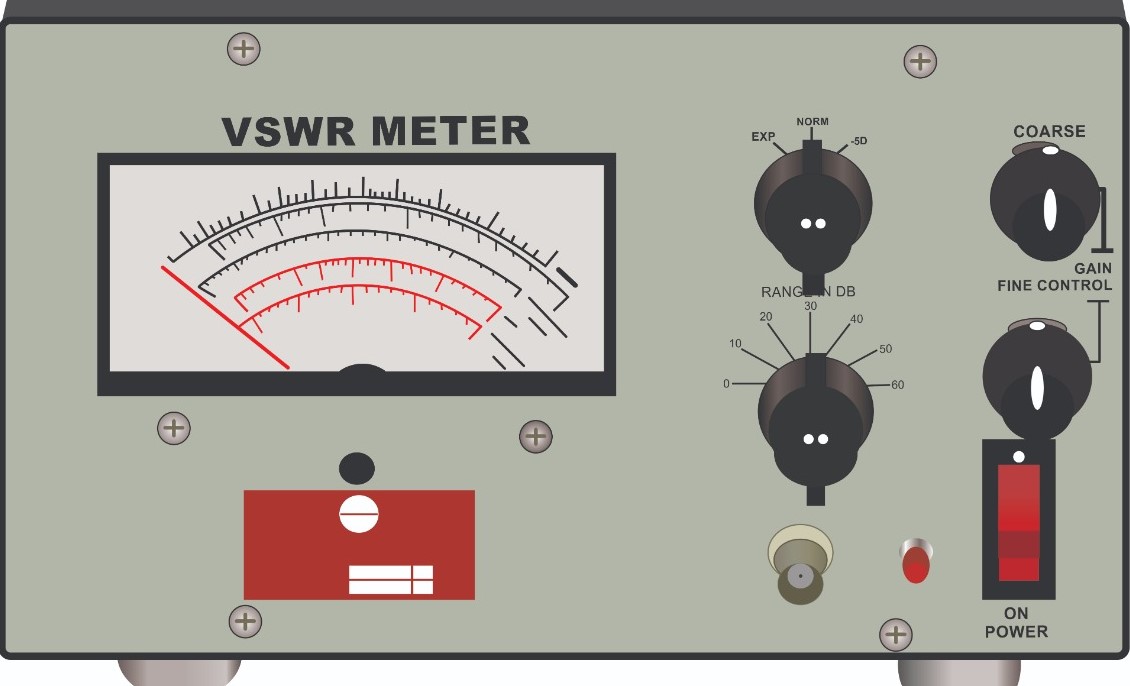 VSWR METER
EXP
NORM
-5D
COARSE
GAIN
FINE CONTROL
RANGE IN DB
0
10
20
30
40
50
60
ON
POWER